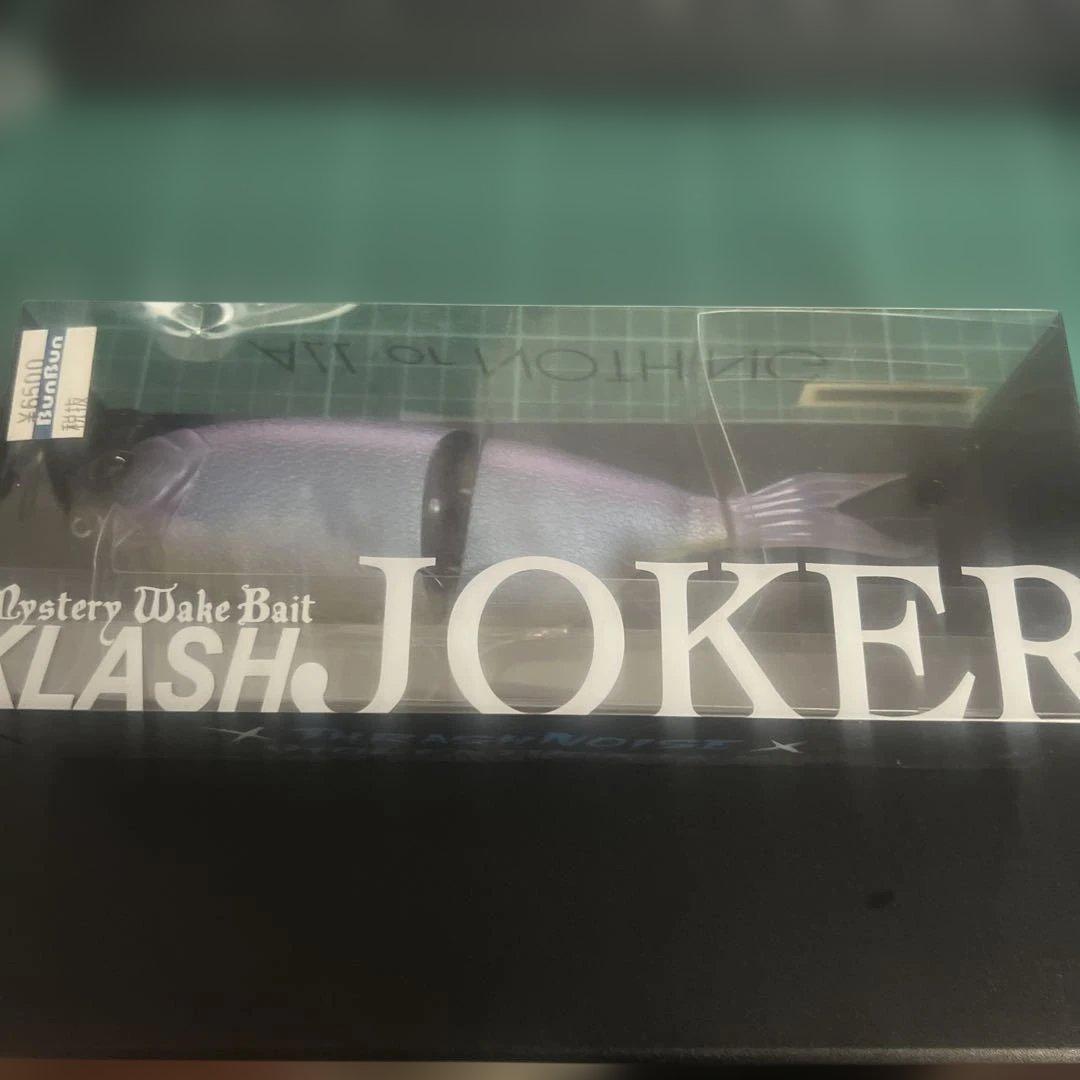 ALL or NOTHING
¥6500
BunBun
税抜
Mystery Wake Bait
KLASH JOKER